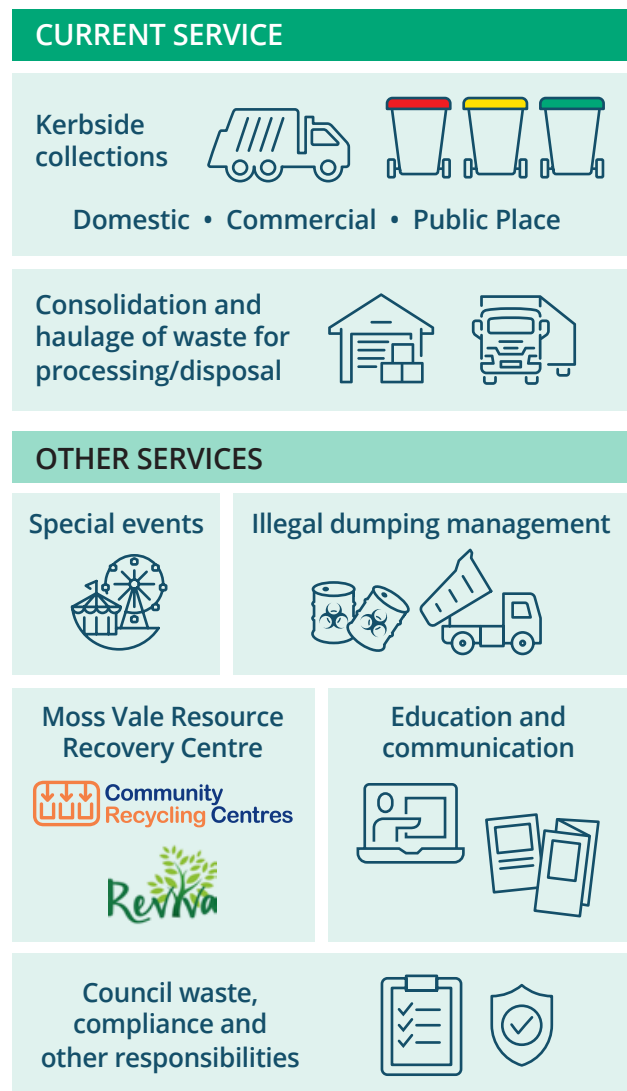 CURRENT SERVICE
Kerbside
collections
Domestic • Commercial • Public Place
Consolidation and
haulage of waste for
processing/disposal
OTHER SERVICES
Special events
Illegal dumping management
Moss Vale Resource
Recovery Centre
Community
Recycling Centres
Reviva
Education and
communication
Council waste,
compliance and
other responsibilities